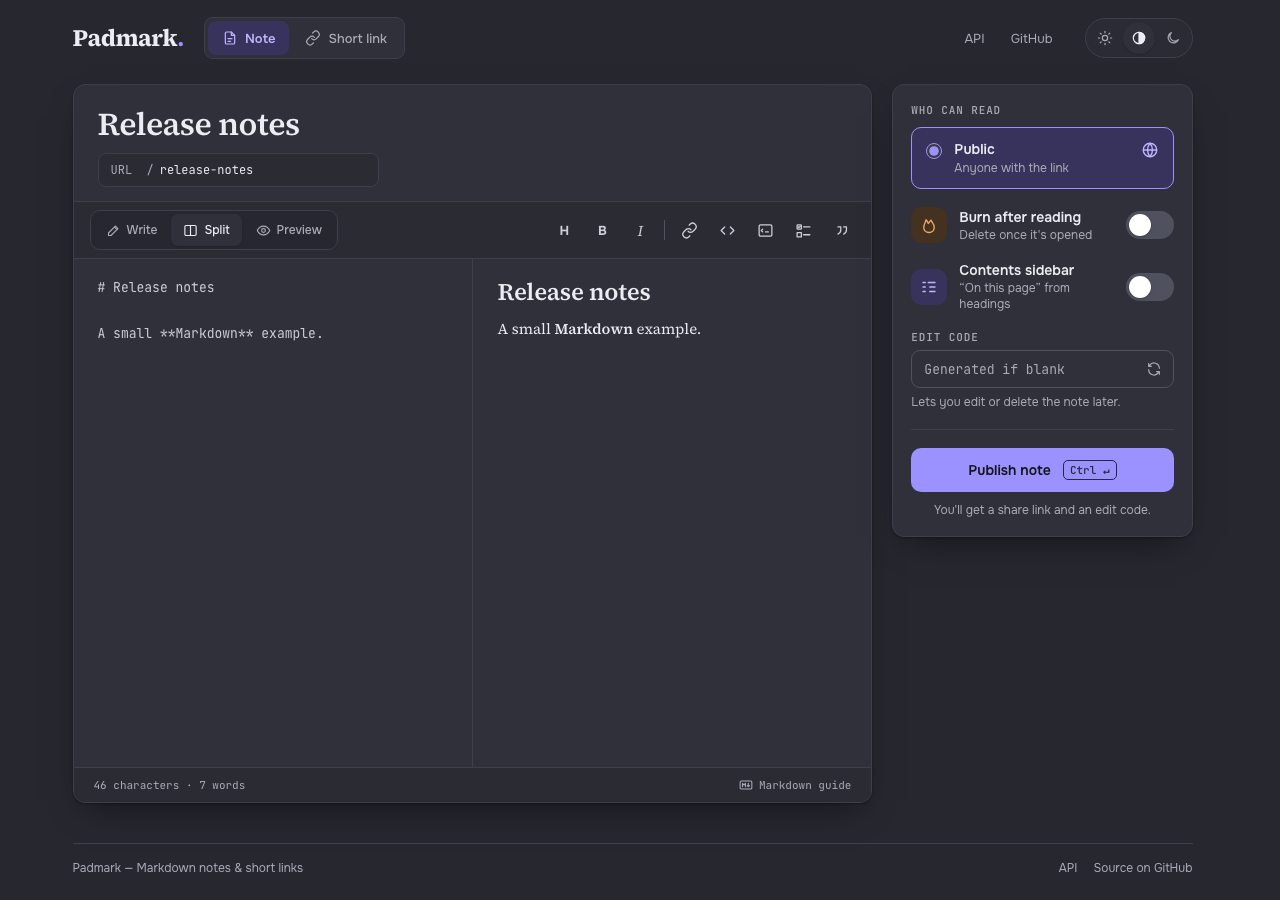 Padmark.
Note
Short link
API
GitHub
Release notes
URL / release-notes
Write
Split
Preview
H
B
I
# Release notes
A small **Markdown** example.
Release notes
A small Markdown example.
46 characters · 7 words
Markdown guide
WHO CAN READ
Public
Anyone with the link
Burn after reading
Delete once it's opened
Contents sidebar
“On this page” from
headings
EDIT CODE
Generated if blank
Lets you edit or delete the note later.
Publish note Ctrl ↵
You'll get a share link and an edit code.
Padmark — Markdown notes & short links
API
Source on GitHub